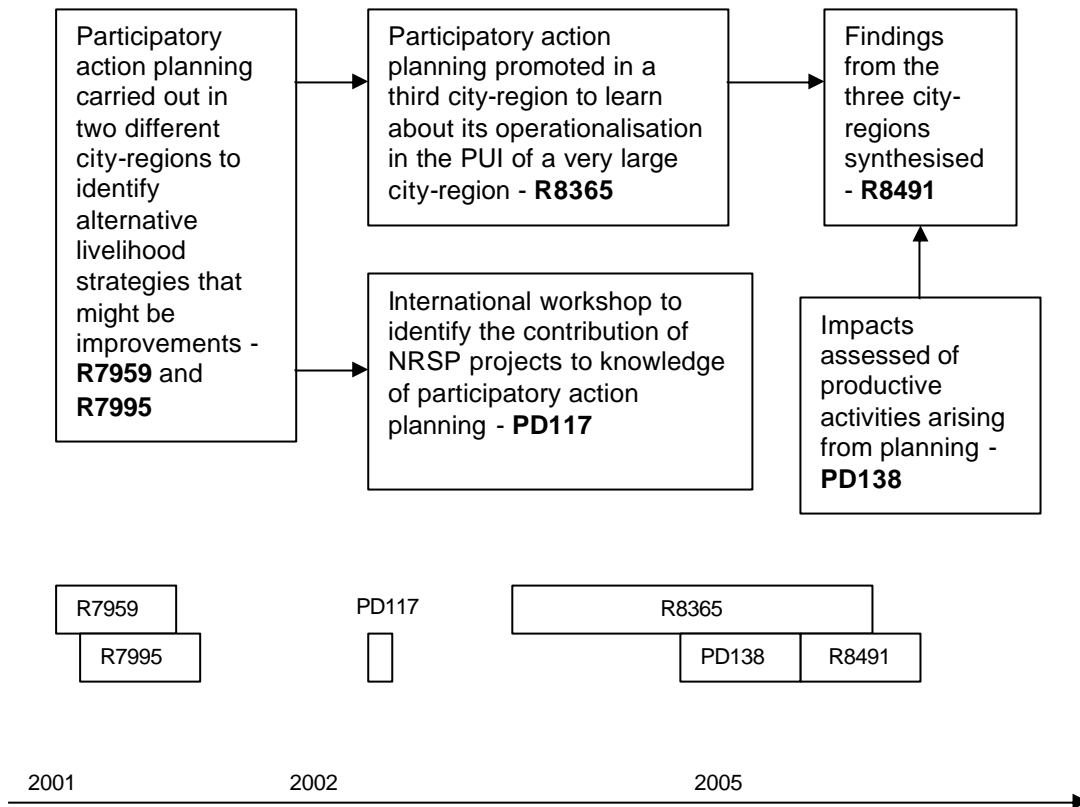 Participatory
action planning
carried out in
two different
city-regions to
identify
alternative
livelihood
strategies that
might be
improvements -
R7959 and
R7995
Participatory action
planning promoted in a
third city-region to learn
about its operationalisation
in the PUI of a very large
city-region - R8365
Findings
from the
three city-
regions
synthesised
- R8491
International workshop to
identify the contribution of
NRSP projects to knowledge
of participatory action
planning - PD117
Impacts
assessed of
productive
activities arising
from planning -
PD138
R7959
PD117
R8365
R7995
PD138
R8491
2001
2002
2005